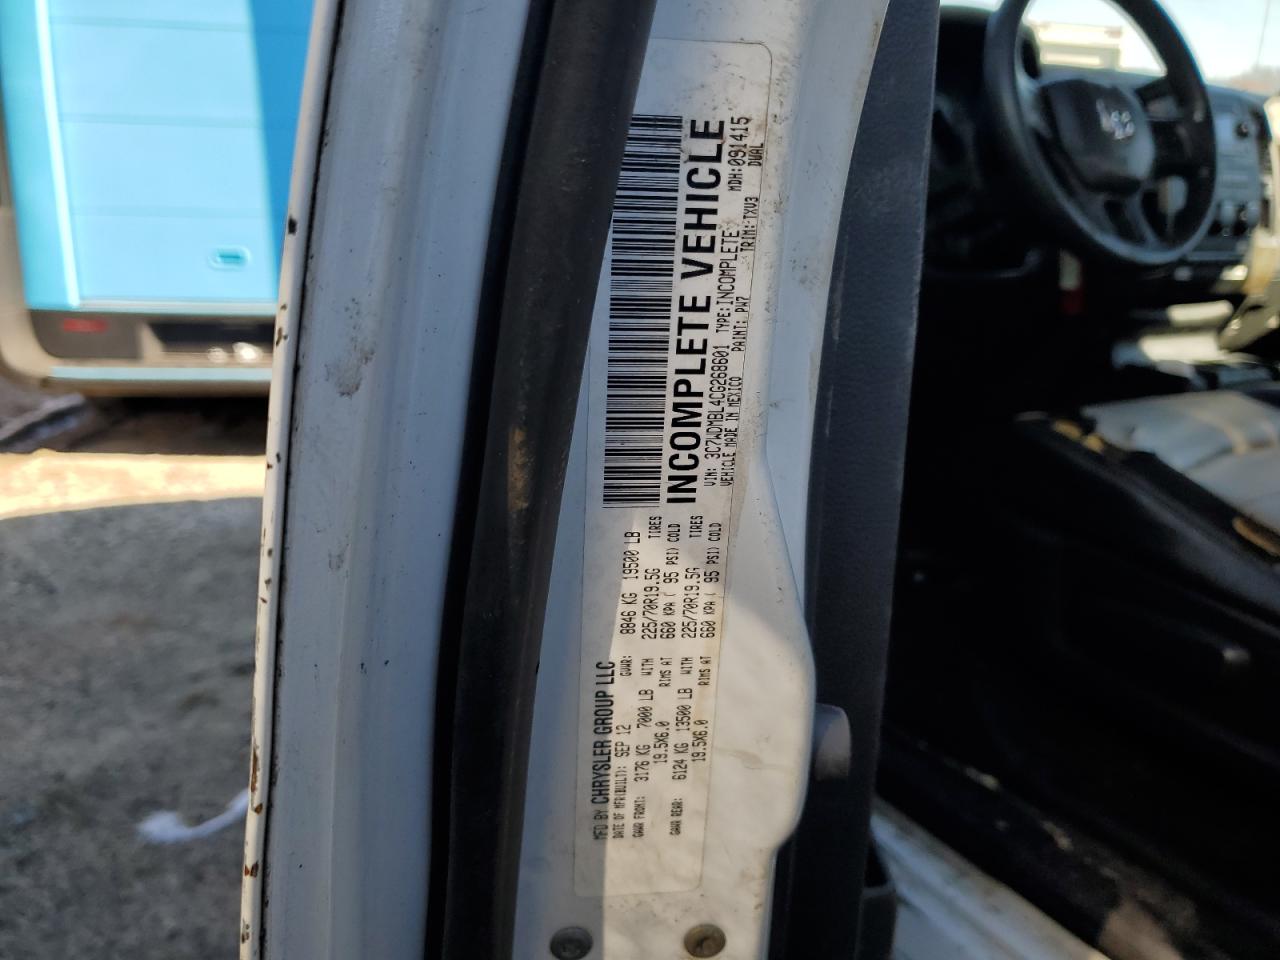 MFD BY CHRYSLER GROUP LLC
DATE OF MFR(BUILT): SEP 12 GVWR: 8846 KG 19500 LB
GAWR FRONT: 3176 KG 7000 LB WITH 225/70R19.5G TIRES
19.5X6.0 RIMS AT 660 KPA( 95 PSI) COLD
GAWR REAR: 6124 KG 13500 LB WITH 225/70R19.5G TIRES
19.5X6.0 RIMS AT 660 KPA( 95 PSI) COLD
INCOMPLETE VEHICLE
VIN: 3C7WDMBL4CG268601 TYPE: INCOMPLETE MDH: 091415
VEHICLE MADE IN MEXICO PAINT: PW7 TRIM: TXV3 DUAL